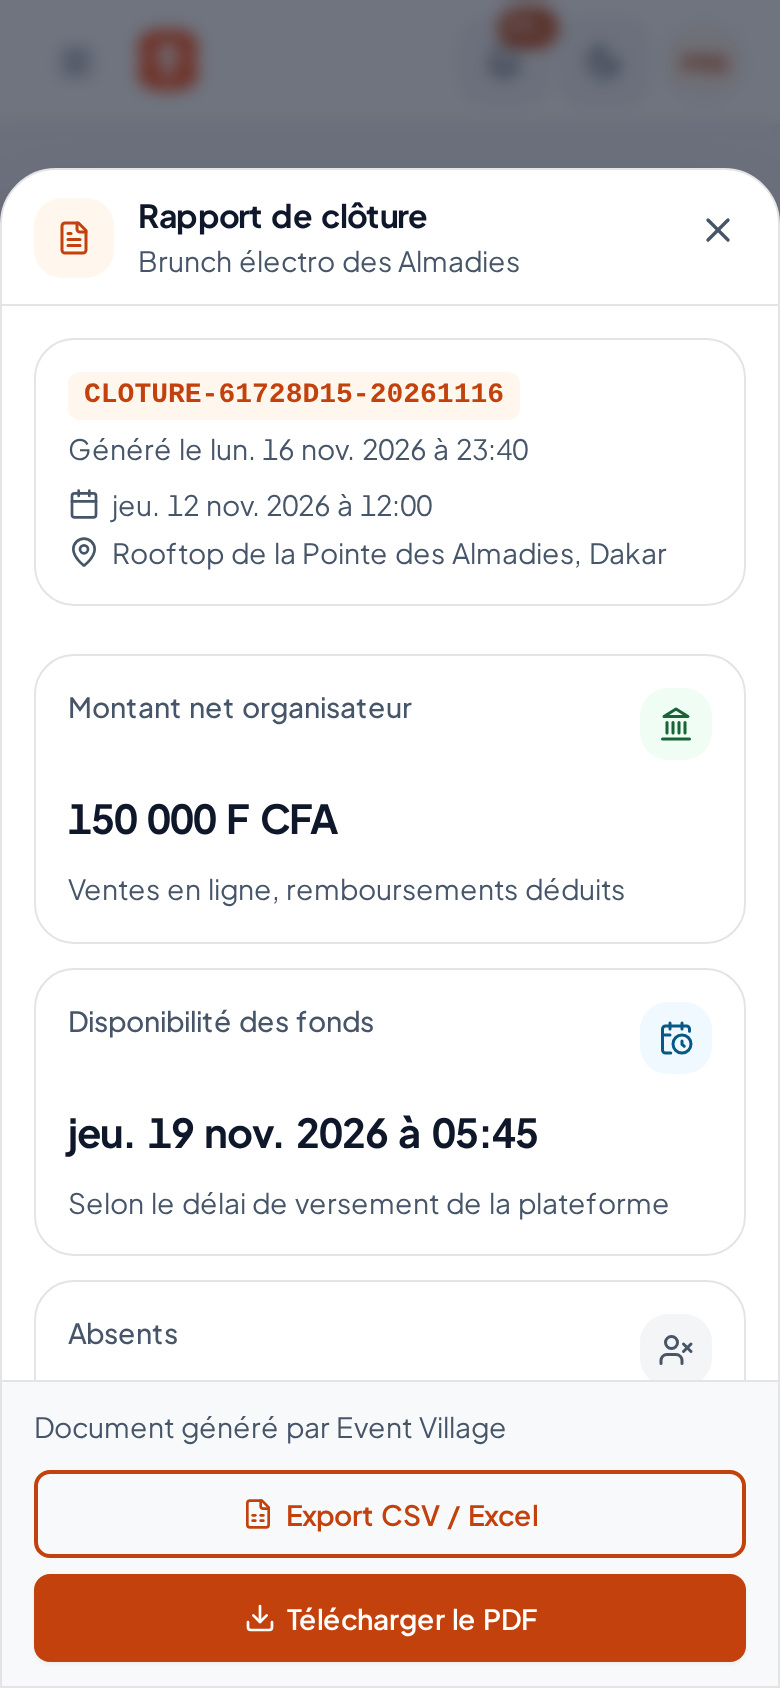 Rapport de clôture
Brunch électro des Almadies
CLOTURE-61728D15-20261116
Généré le lun. 16 nov. 2026 à 23:40
jeu. 12 nov. 2026 à 12:00
Rooftop de la Pointe des Almadies, Dakar
Montant net organisateur
150 000 F CFA
Ventes en ligne, remboursements déduits
Disponibilité des fonds
jeu. 19 nov. 2026 à 05:45
Selon le délai de versement de la plateforme
Absents
Document généré par Event Village
Export CSV / Excel
Télécharger le PDF